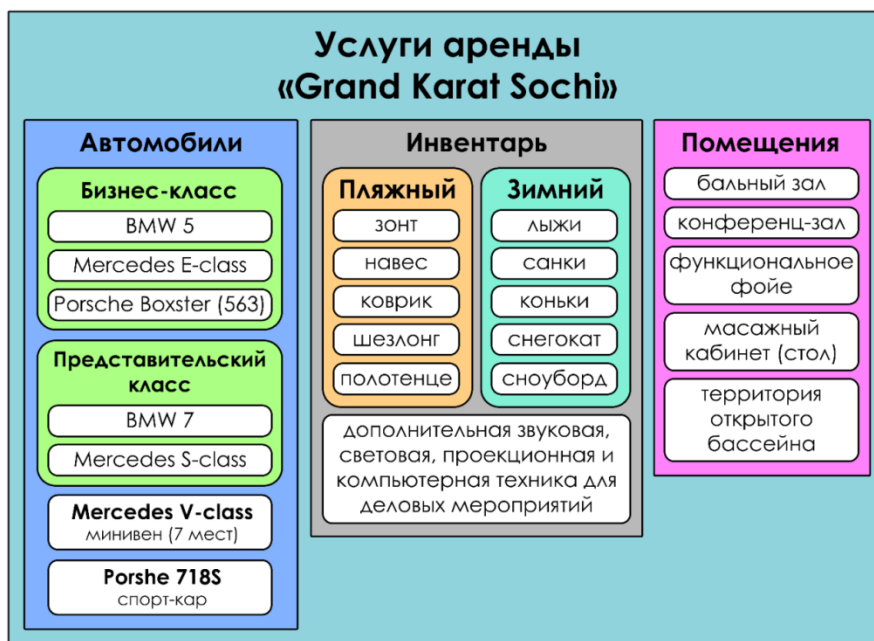 Услуги аренды
«Grand Karat Sochi»
Автомобили
Бизнес-класс
BMW 5
Mercedes E-class
Porsche Boxster (563)
Представительский
класс
BMW 7
Mercedes S-class
Mercedes V-class
минивен (7 мест)
Porshe 718S
спорт-кар
Инвентарь
Пляжный
зонт
навес
коврик
шезлонг
полотенце
Зимний
лыжи
санки
коньки
снегокат
сноуборд
дополнительная звуковая,
световая, проекционная и
компьютерная техника для
деловых мероприятий
Помещения
бальный зал
конференц-зал
функциональное
фойе
масажный
кабинет (стол)
территория
открытого
бассейна